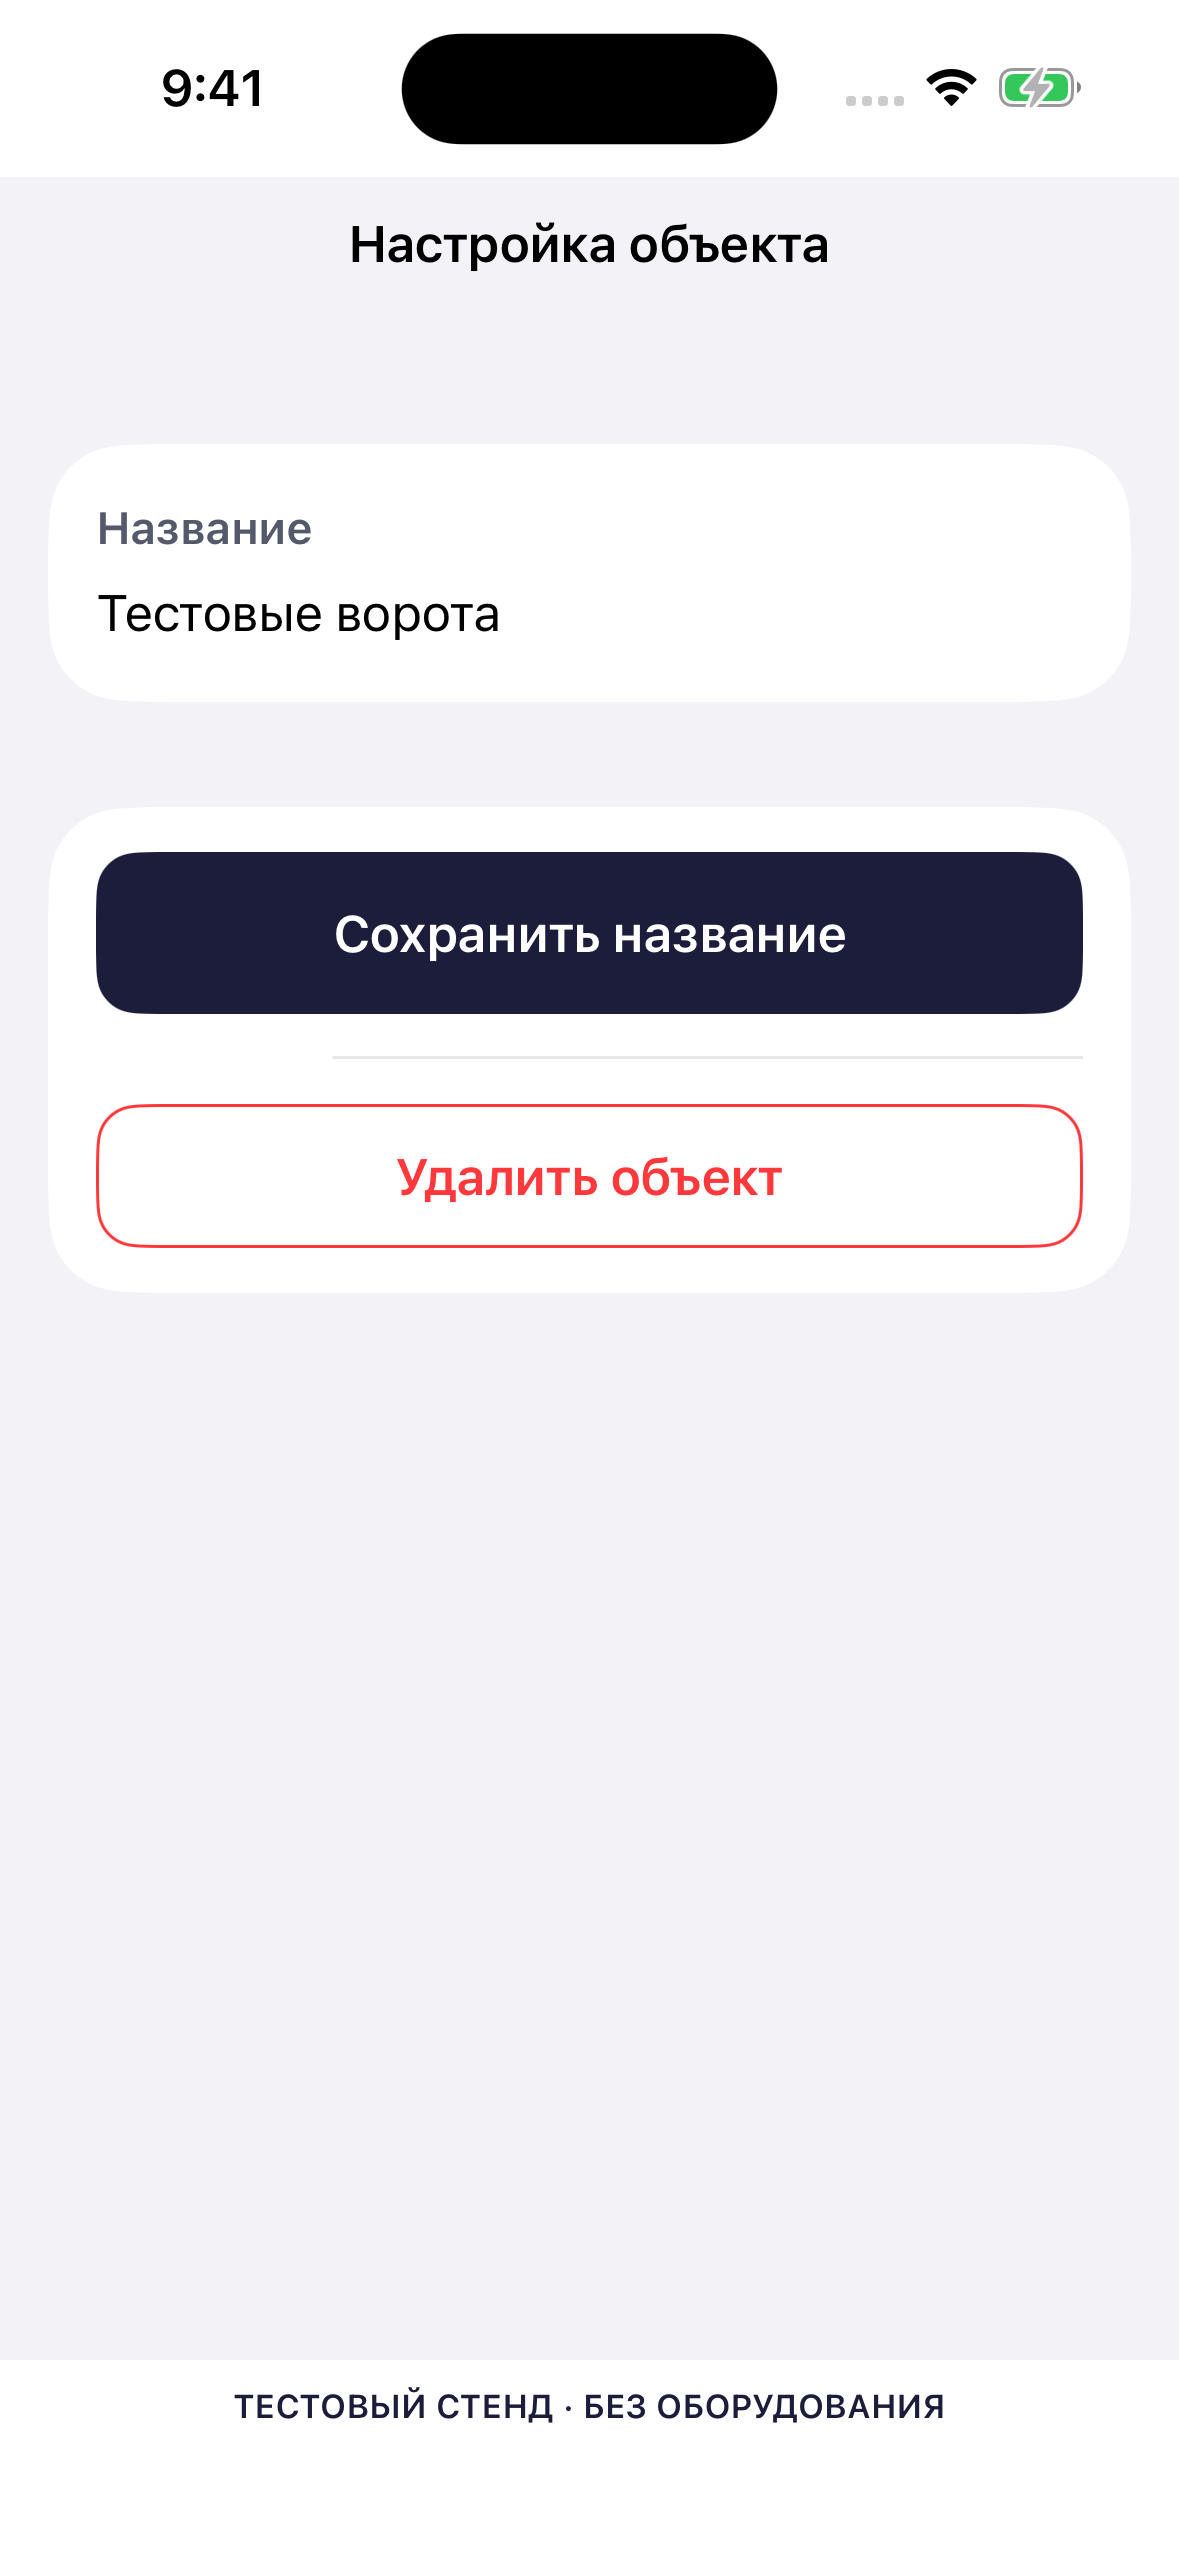 9:41
Настройка объекта
Название
Тестовые ворота
Сохранить название
Удалить объект
ТЕСТОВЫЙ СТЕНД · БЕЗ ОБОРУДОВАНИЯ